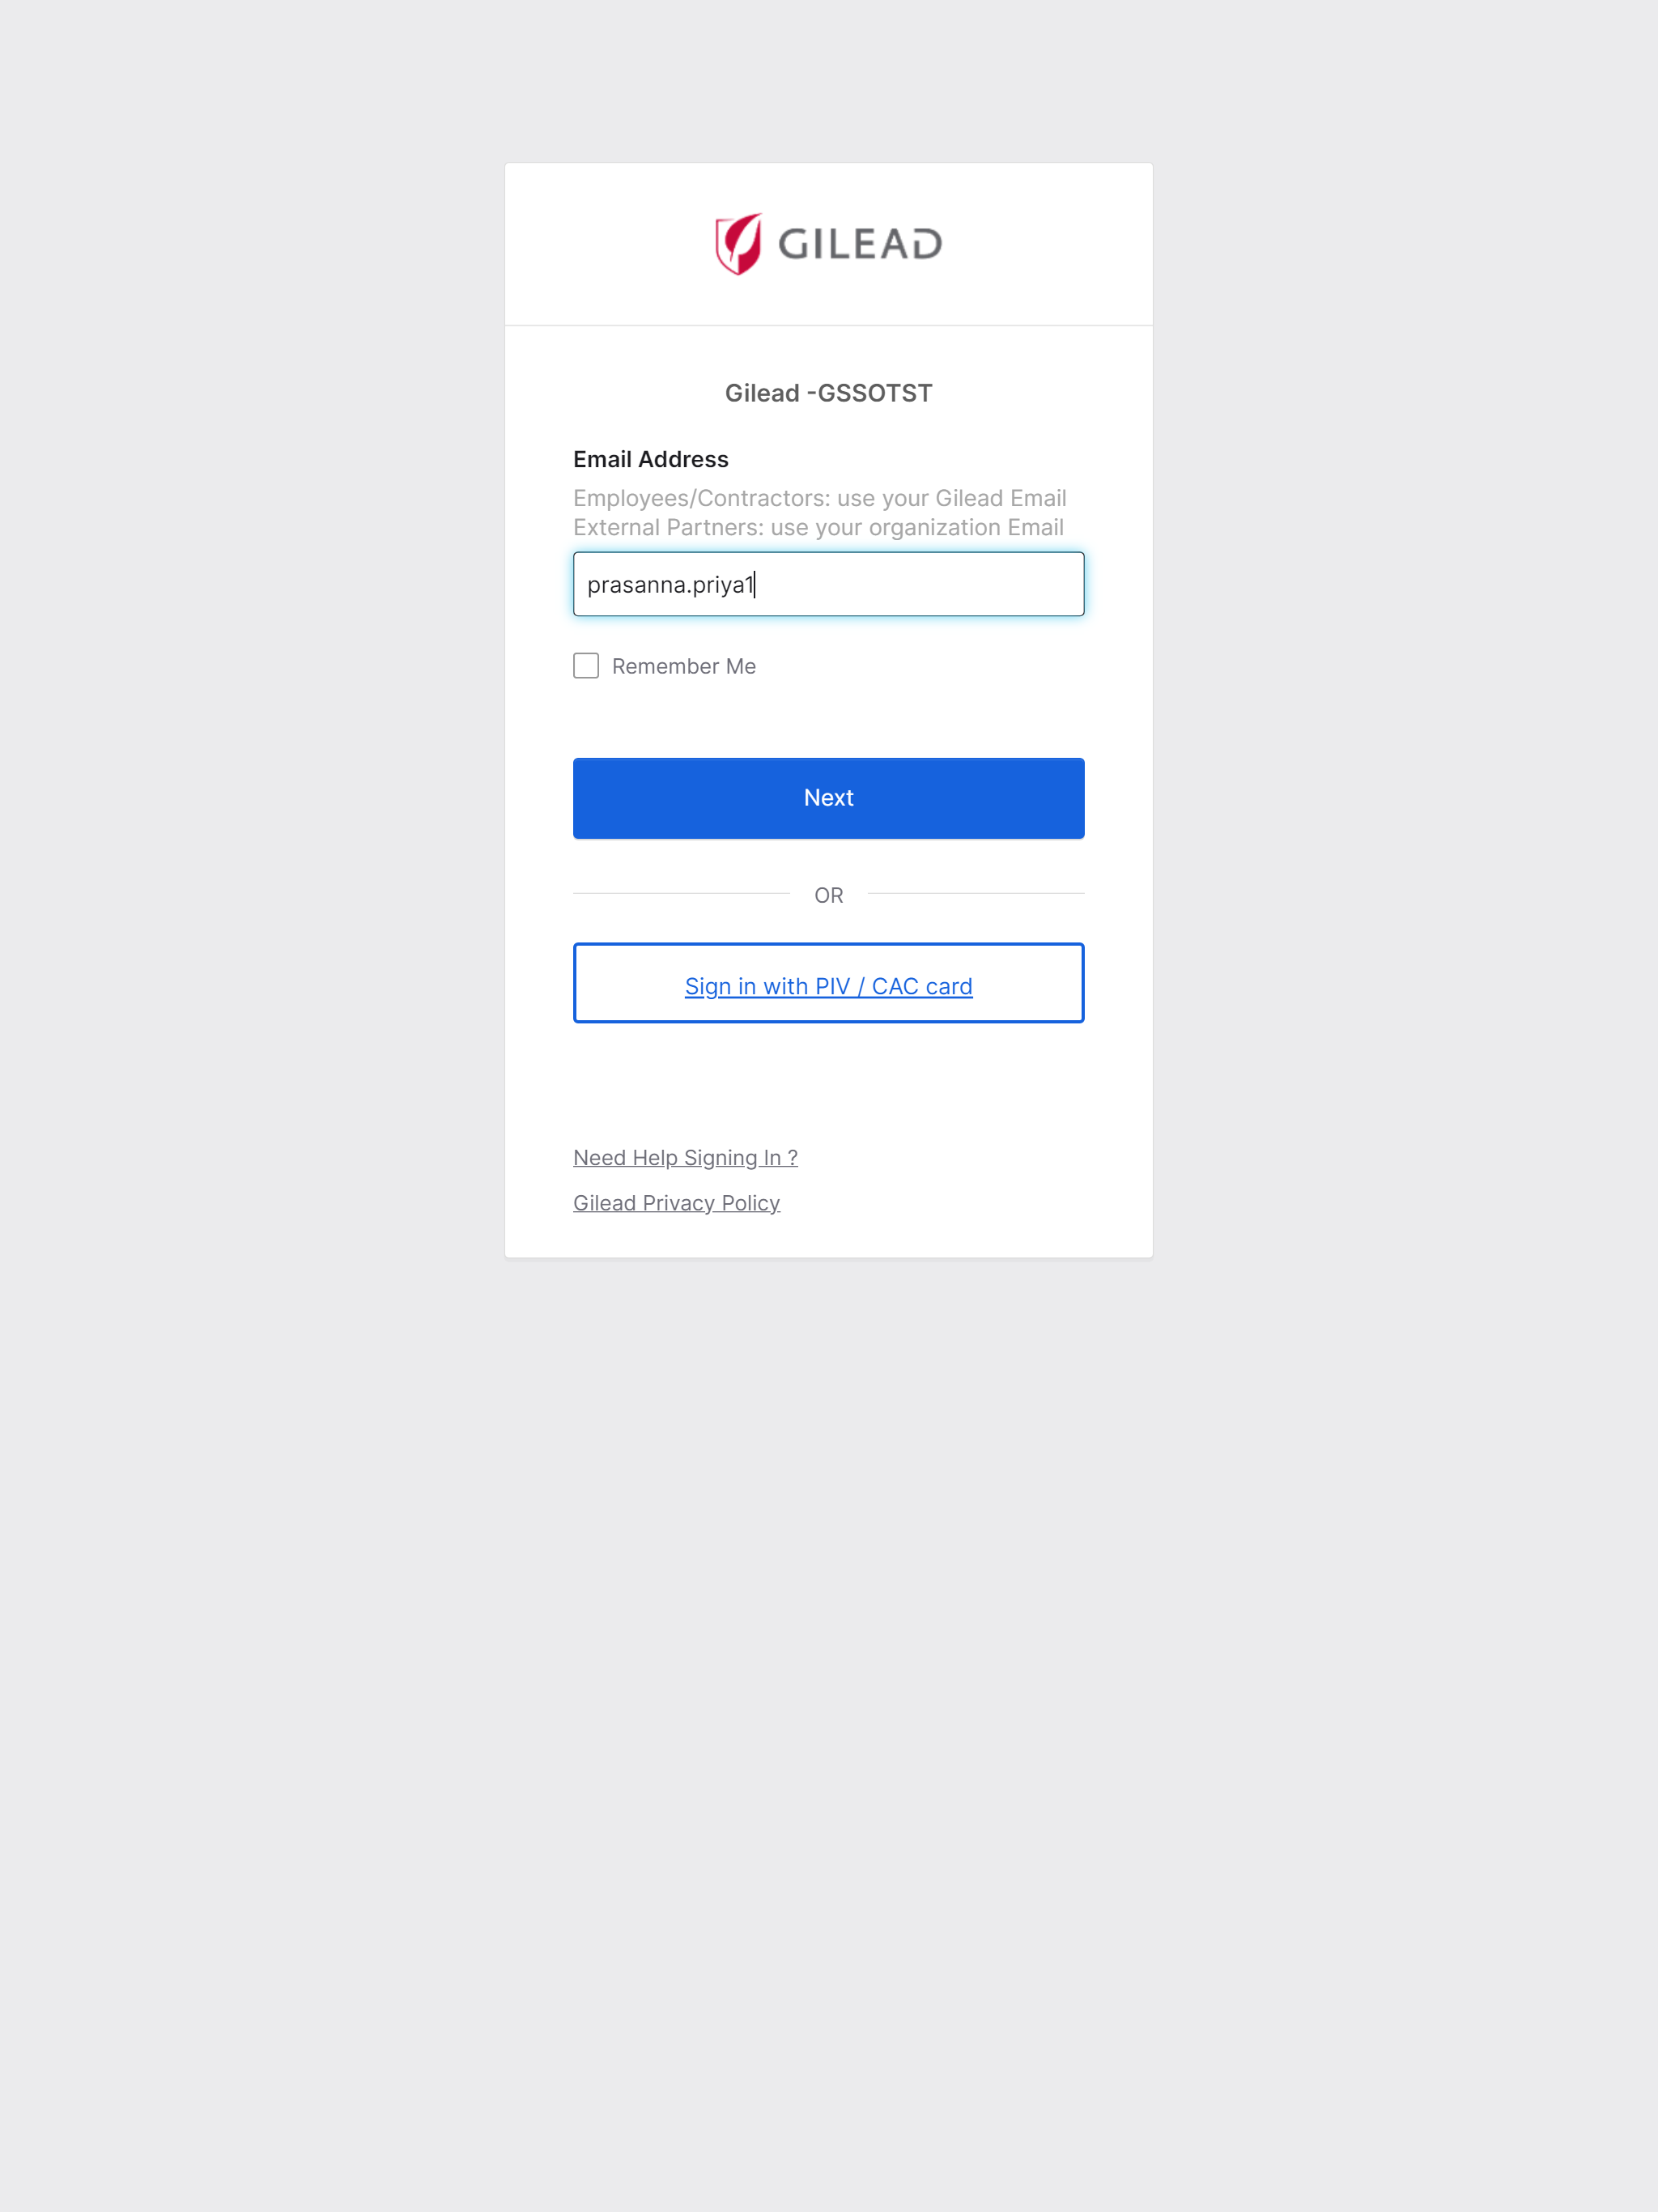 GILEAD
Gilead -GSSOTST
Email Address
Employees/Contractors: use your Gilead Email
External Partners: use your organization Email
prasanna.priya1
Remember Me
Next
OR
Sign in with PIV / CAC card
Need Help Signing In ?
Gilead Privacy Policy